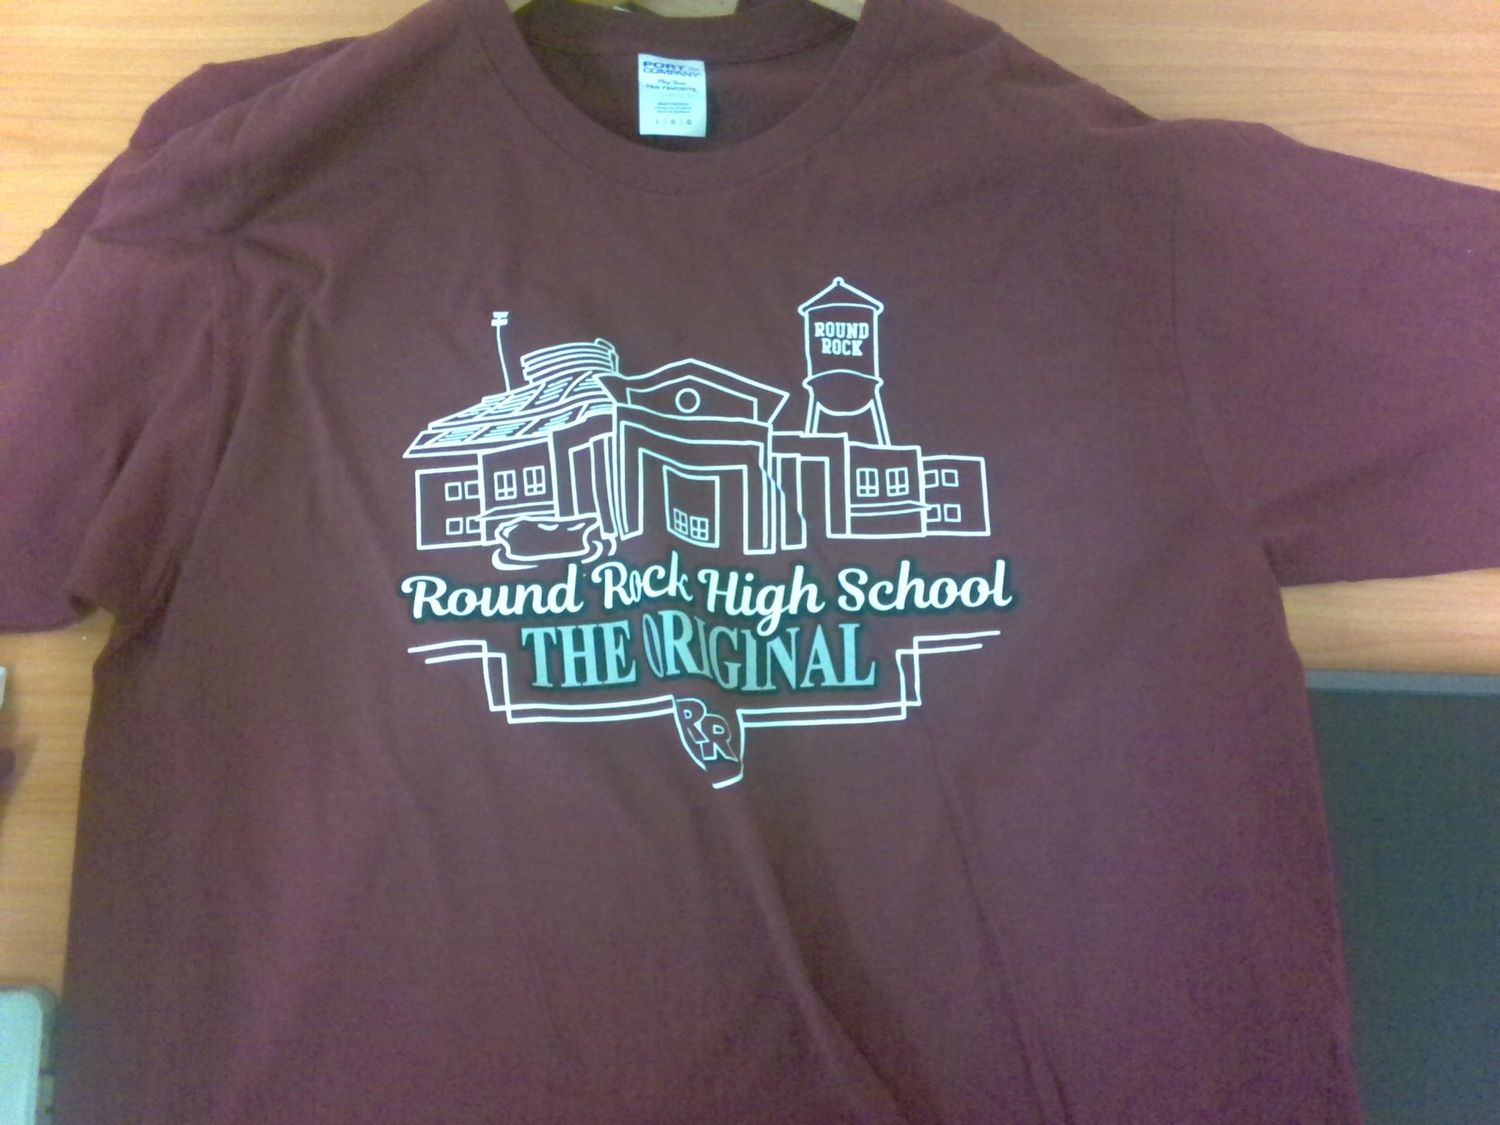 PORT &
COMPANY
ROUND
ROCK
Round Rock High School
THE ORIGINAL
RR